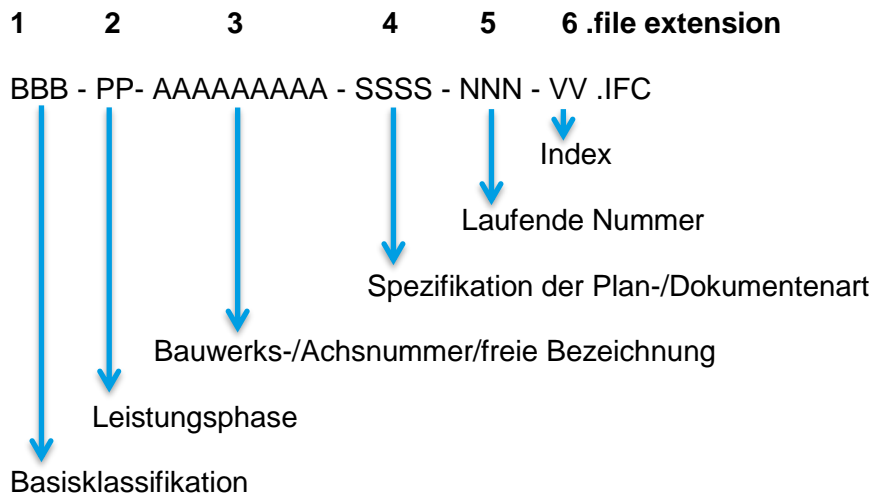 1 2 3 4 5 6 .file extension
BBB - PP- AAAAAAAAA - SSSS - NNN - VV .IFC
Index
Laufende Nummer
Spezifikation der Plan-/Dokumentenart
Bauwerks-/Achsnummer/freie Bezeichnung
Leistungsphase
Basisklassifikation